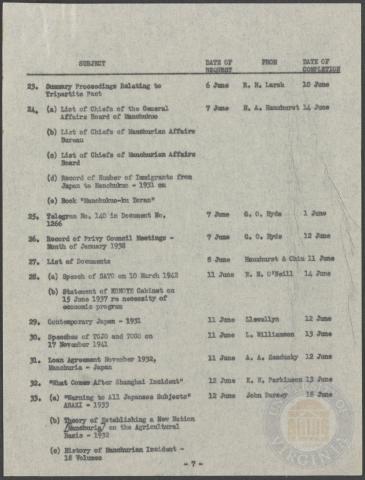 SUBJECT DATE OF REQUEST FROM DATE OF COMPLETION
23. Summary Proceedings Relating to 6 June R. H. Larsh 10 June
Tripartite Pact
24. (a) List of Chiefs of the General 7 June H. A. Hauxhurst 14 June
Affairs Board of Manchukuo
(b) List of Chiefs of Manchurian Affairs
Bureau
(c) List of Chiefs of Manchurian Affairs
Board
(d) Record of Number of Immigrants from
Japan to Manchukuo - 1931 on
(e) Book "Manchukuo-ku Toran"
25. Telegram No. 140 in Document No. 7 June G. O. Hyde 1 June
1266
26. Record of Privy Council Meetings - 7 June G. O. Hyde 12 June
Month of January 1938
27. List of Documents 8 June Hauxhurst & Chiu 11 June
28. (a) Speech of SATO on 10 March 1942 11 June R. H. O'Neill 14 June
(b) Statement of KONOYE Cabinet on
15 June 1937 re necessity of
economic program
29. Contemporary Japan - 1931 11 June Llewellyn 12 June
30. Speeches of TOJO and TOGO on 11 June L. Williamson 13 June
17 November 1941
31. Loan Agreement November 1932, 11 June A. A. Sandusky 12 June
Manchuria - Japan
32. "What Comes After Shanghai Incident" 12 June K. N. Parkinson 13 June
33. (a) "Warning to All Japanese Subjects" 12 June John Darsey 18 June
ARAKI - 1933
(b) Theory of Establishing a New Nation
/Manchuria/ on the Agricultural
Basis - 1932
(c) History of Manchurian Incident -
18 Volumes
- 7 -